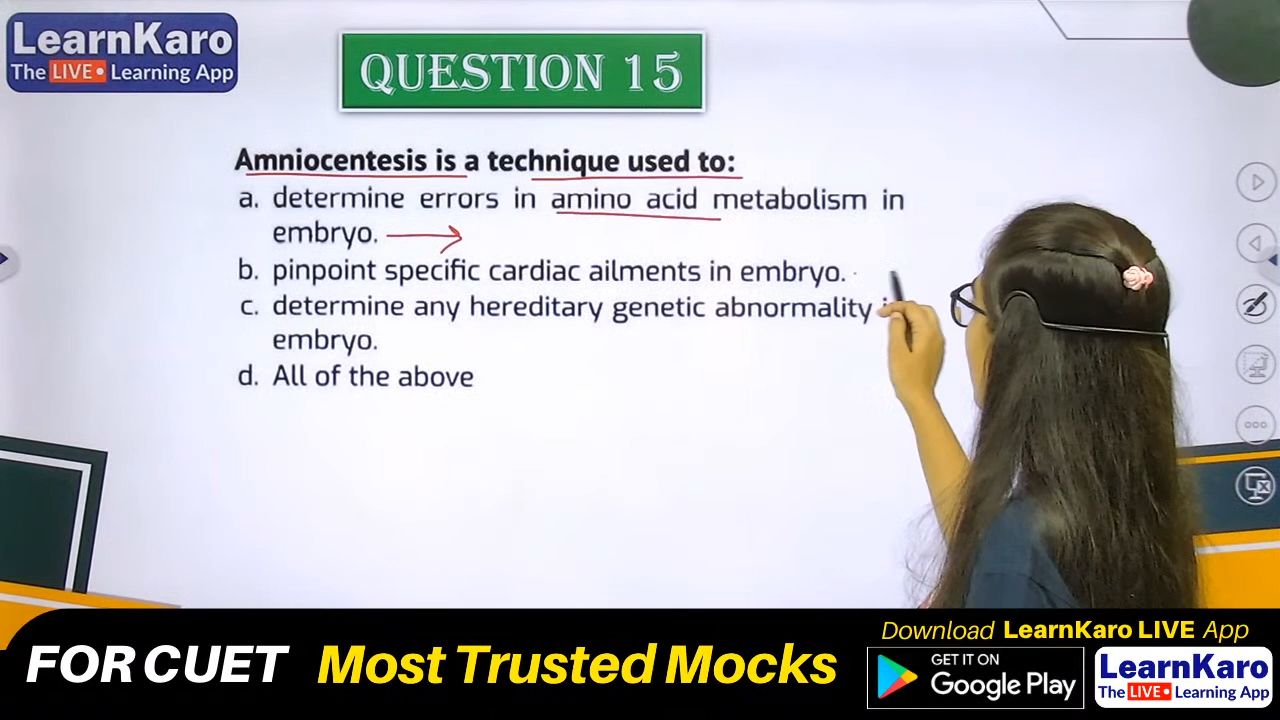 LearnKaro
The LIVE Learning App
QUESTION 15
Amniocentesis is a technique used to:
a. determine errors in amino acid metabolism in
embryo.
b. pinpoint specific cardiac ailments in embryo.
c. determine any hereditary genetic abnormality
embryo.
d. All of the above
FOR CUET Most Trusted Mocks
Download LearnKaro LIVE App
GET IT ON
Google Play
LearnKaro
The LIVE Learning App